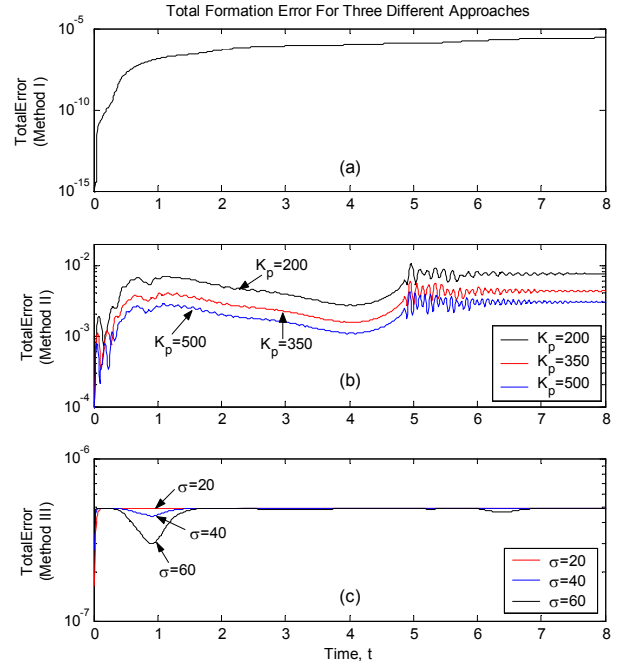 Total Formation Error For Three Different Approaches
TotalError
(Method I)
10^-5
10^-10
10^-15
(a)
0 1 2 3 4 5 6 7 8
TotalError
(Method II)
10^-2
10^-3
10^-4
K_p=200
K_p=500
K_p=350
(b)
K_p=200
K_p=350
K_p=500
0 1 2 3 4 5 6 7 8
TotalError
(Method III)
10^-6
10^-7
σ=20
σ=40
σ=60
(c)
σ=20
σ=40
σ=60
0 1 2 3 4 5 6 7 8
Time, t